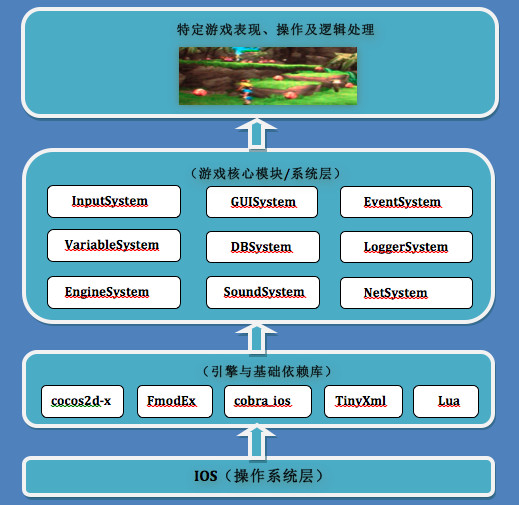 特定游戏表现、操作及逻辑处理
（游戏核心模块/系统层）
InputSystem
GUISystem
EventSystem
VariableSystem
DBSystem
LoggerSystem
EngineSystem
SoundSystem
NetSystem
（引擎与基础依赖库）
cocos2d-x
FmodEx
cobra_ios
TinyXml
Lua
IOS（操作系统层）